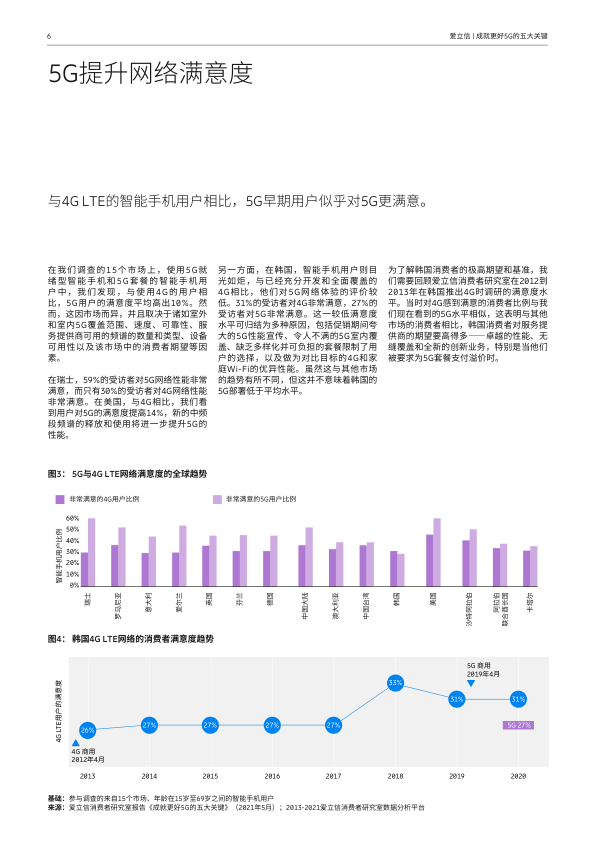 6
爱立信 | 成就更好5G的五大关键
5G提升网络满意度
与4G LTE的智能手机用户相比，5G早期用户似乎对5G更满意。
在我们调查的15个市场上，使用5G就
绪型智能手机和5G套餐的智能手机用
户中，我们发现，与使用4G的用户相
比，5G用户的满意度平均高出10%。然
而，这因市场而异，并且取决于诸如室外
和室内5G覆盖范围、速度、可靠性、服
务提供商可用的频谱的数量和类型、设备
可用性以及该市场中的消费者期望等因
素。
在瑞士，59%的受访者对5G网络性能非常
满意，而只有30%的受访者对4G网络性能
非常满意。在美国，与4G相比，我们看
到用户对5G的满意度提高14%，新的中频
段频谱的释放和使用将进一步提升5G的
性能。
另一方面，在韩国，智能手机用户则目
光如炬，与已经充分开发和全面覆盖的
4G相比，他们对5G网络体验的评价较
低。31%的受访者对4G非常满意，27%的
受访者对5G非常满意。这一较低满意度
水平可归结为多种原因，包括促销期间夸
大的5G性能宣传、令人不满的5G室内覆
盖、缺乏多样化并可负担的套餐限制了用
户的选择，以及做为对比目标的4G和家
庭Wi-Fi的优异性能。虽然这与其他市场
的趋势有所不同，但这并不意味着韩国的
5G部署低于平均水平。
为了解韩国消费者的极高期望和基准，我
们需要回顾爱立信消费者研究室在2012到
2013年在韩国推出4G时调研的满意度水
平。当时对4G感到满意的消费者比例与我
们现在看到的5G水平相似，这表明与其他
市场的消费者相比，韩国消费者对服务提
供商的期望要高得多——卓越的性能、无
缝覆盖和全新的创新业务，特别是当他们
被要求为5G套餐支付溢价时。
图3： 5G与4G LTE网络满意度的全球趋势
非常满意的4G用户比例
非常满意的5G用户比例
智能手机用户比例
60%
50%
40%
30%
20%
10%
0%
瑞士
罗马尼亚
意大利
爱尔兰
英国
芬兰
德国
中国大陆
澳大利亚
中国台湾
韩国
美国
沙特阿拉伯
阿拉伯
联合酋长国
卡塔尔
图4： 韩国4G LTE网络的消费者满意度趋势
4G LTE用户的满意度
5G 商用
2019年4月
26%
27%
27%
27%
27%
33%
31%
31%
5G 27%
4G 商用
2012年4月
2013
2014
2015
2016
2017
2018
2019
2020
基础：参与调查的来自15个市场、年龄在15岁至69岁之间的智能手机用户
来源：爱立信消费者研究室报告《成就更好5G的五大关键》（2021年5月）；2013-2021爱立信消费者研究室数据分析平台